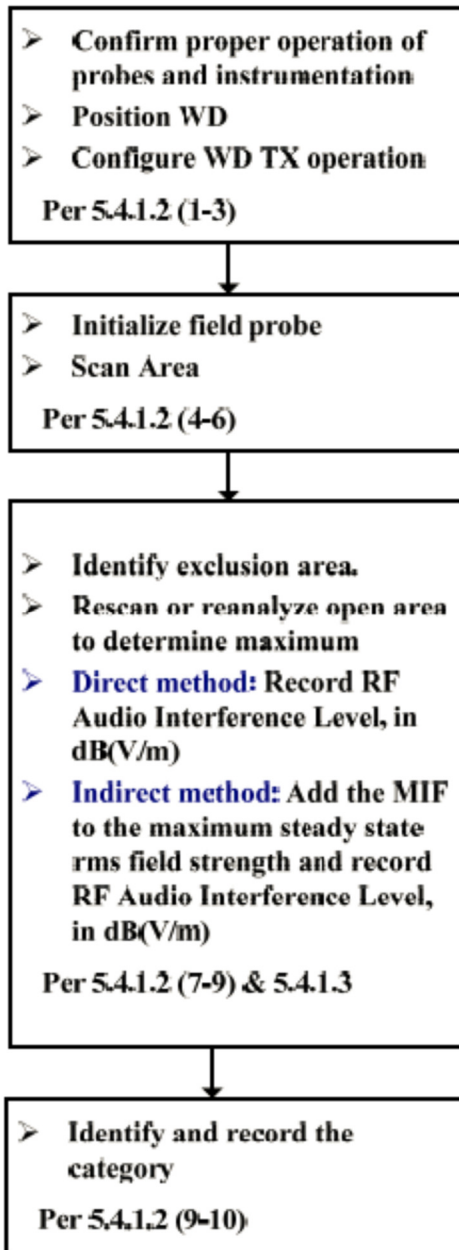 ➢ Confirm proper operation of
probes and instrumentation
➢ Position WD
➢ Configure WD TX operation
Per 5.4.1.2 (1-3)
➢ Initialize field probe
➢ Scan Area
Per 5.4.1.2 (4-6)
➢ Identify exclusion area.
➢ Rescan or reanalyze open area
to determine maximum
➢ Direct method: Record RF
Audio Interference Level, in
dB(V/m)
➢ Indirect method: Add the MIF
to the maximum steady state
rms field strength and record
RF Audio Interference Level,
in dB(V/m)
Per 5.4.1.2 (7-9) & 5.4.1.3
➢ Identify and record the
category
Per 5.4.1.2 (9-10)